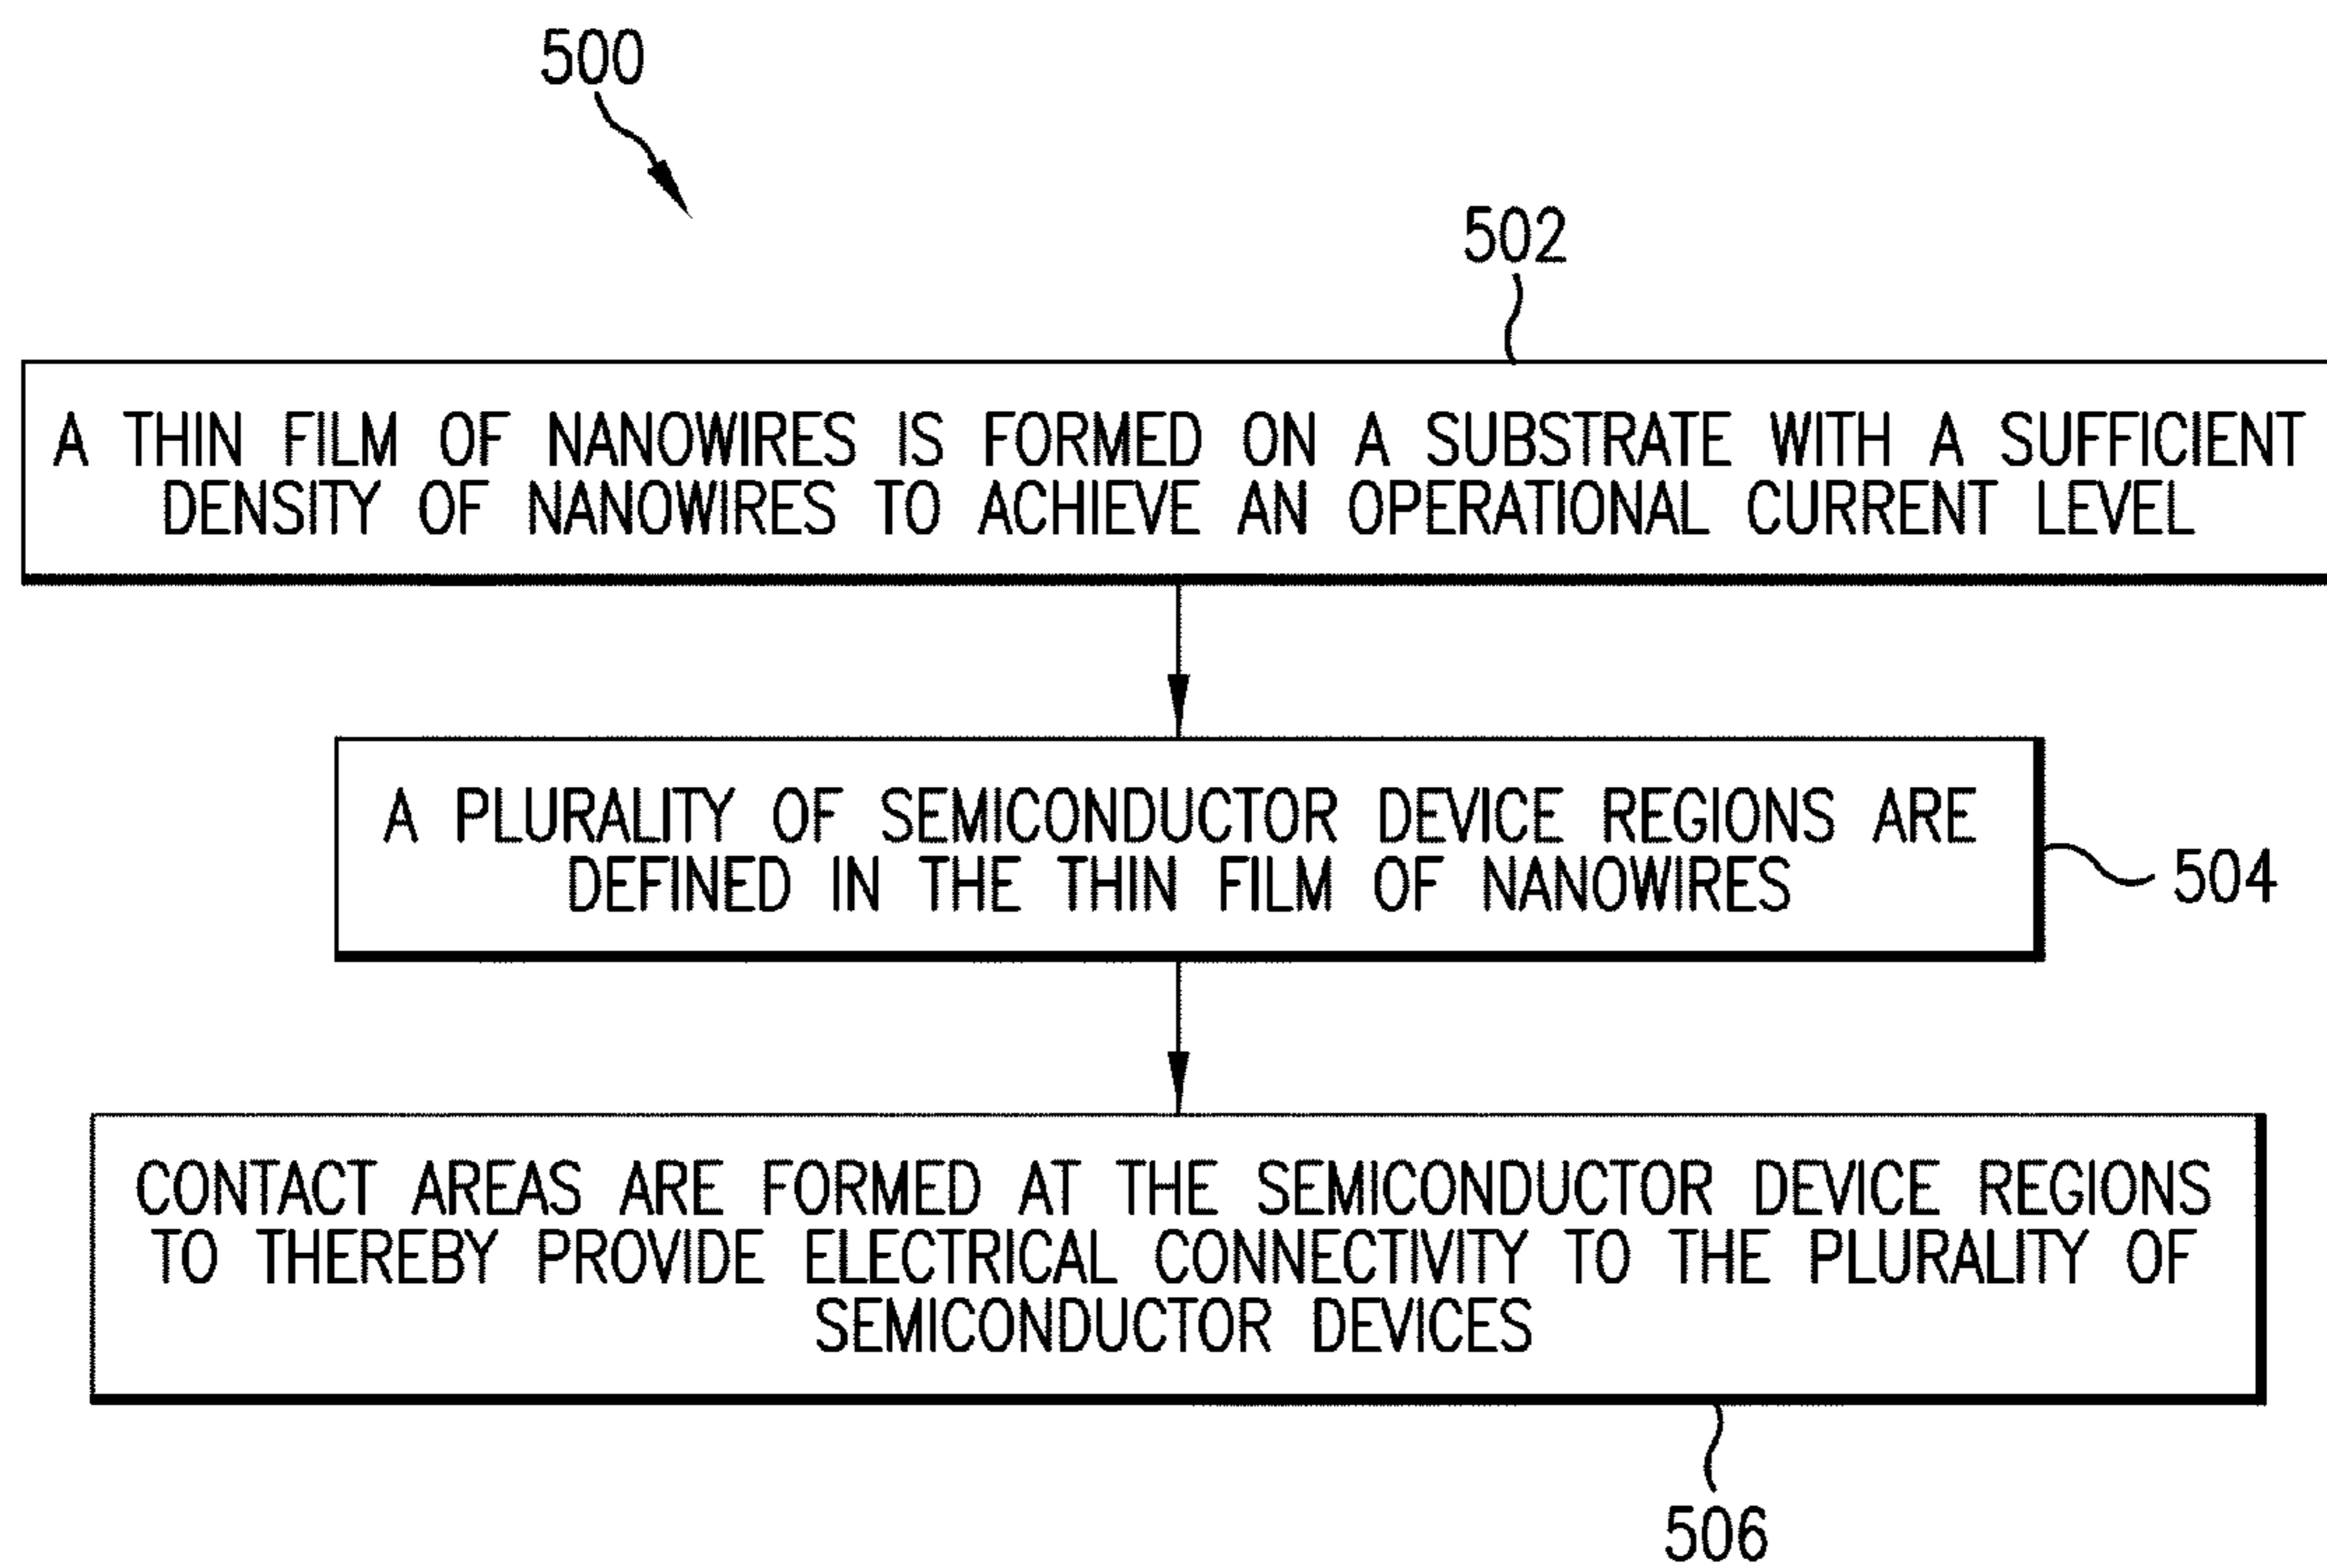 500
502
A THIN FILM OF NANOWIRES IS FORMED ON A SUBSTRATE WITH A SUFFICIENT
DENSITY OF NANOWIRES TO ACHIEVE AN OPERATIONAL CURRENT LEVEL
A PLURALITY OF SEMICONDUCTOR DEVICE REGIONS ARE
DEFINED IN THE THIN FILM OF NANOWIRES
504
CONTACT AREAS ARE FORMED AT THE SEMICONDUCTOR DEVICE REGIONS
TO THEREBY PROVIDE ELECTRICAL CONNECTIVITY TO THE PLURALITY OF
SEMICONDUCTOR DEVICES
506